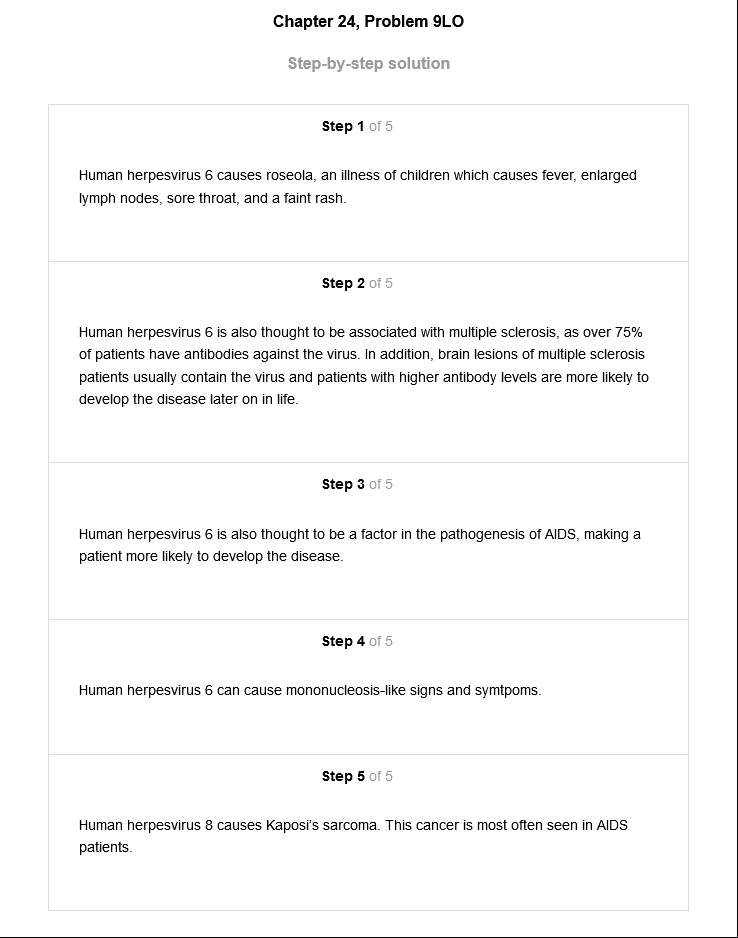 Chapter 24, Problem 9LO
Step-by-step solution
Step 1 of 5
Human herpesvirus 6 causes roseola, an illness of children which causes fever, enlarged
lymph nodes, sore throat, and a faint rash.
Step 2 of 5
Human herpesvirus 6 is also thought to be associated with multiple sclerosis, as over 75%
of patients have antibodies against the virus. In addition, brain lesions of multiple sclerosis
patients usually contain the virus and patients with higher antibody levels are more likely to
develop the disease later on in life.
Step 3 of 5
Human herpesvirus 6 is also thought to be a factor in the pathogenesis of AIDS, making a
patient more likely to develop the disease.
Step 4 of 5
Human herpesvirus 6 can cause mononucleosis-like signs and symtpoms.
Step 5 of 5
Human herpesvirus 8 causes Kaposi's sarcoma. This cancer is most often seen in AIDS
patients.